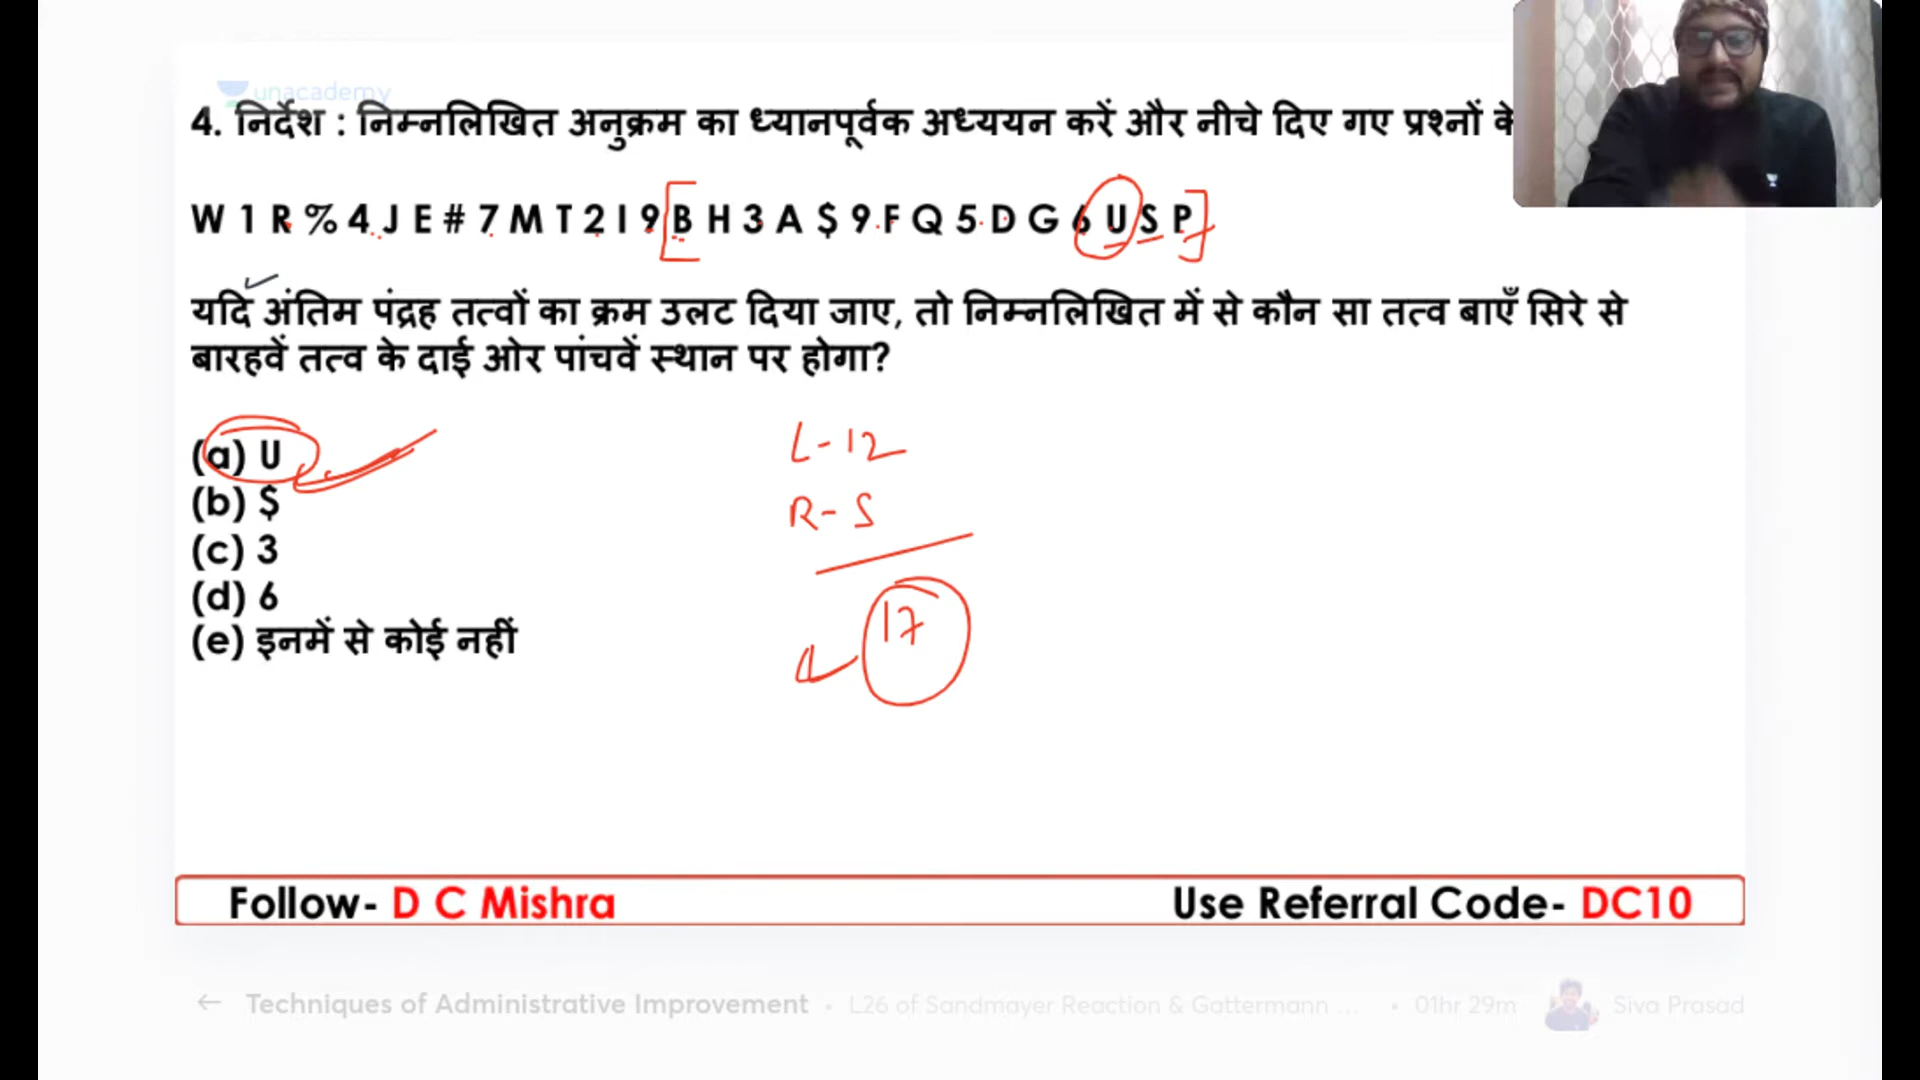 unacademy
4. निर्देश : निम्नलिखित अनुक्रम का ध्यानपूर्वक अध्ययन करें और नीचे दिए गए प्रश्नों के
W 1 R % 4 J E # 7 M T 2 I 9 B H 3 A $ 9 F Q 5 D G 6 U S P
यदि अंतिम पंद्रह तत्वों का क्रम उलट दिया जाए, तो निम्नलिखित में से कौन सा तत्व बाएँ सिरे से
बारहवें तत्व के दाई ओर पांचवें स्थान पर होगा?
(a) U
(b) $
(c) 3
(d) 6
(e) इनमें से कोई नहीं
L-12
R-5
17
Follow- D C Mishra
Use Referral Code- DC10
← Techniques of Administrative Improvement • L26 of Sandmayer Reaction & Gattermann ... • 01hr 29m Siva Prasad